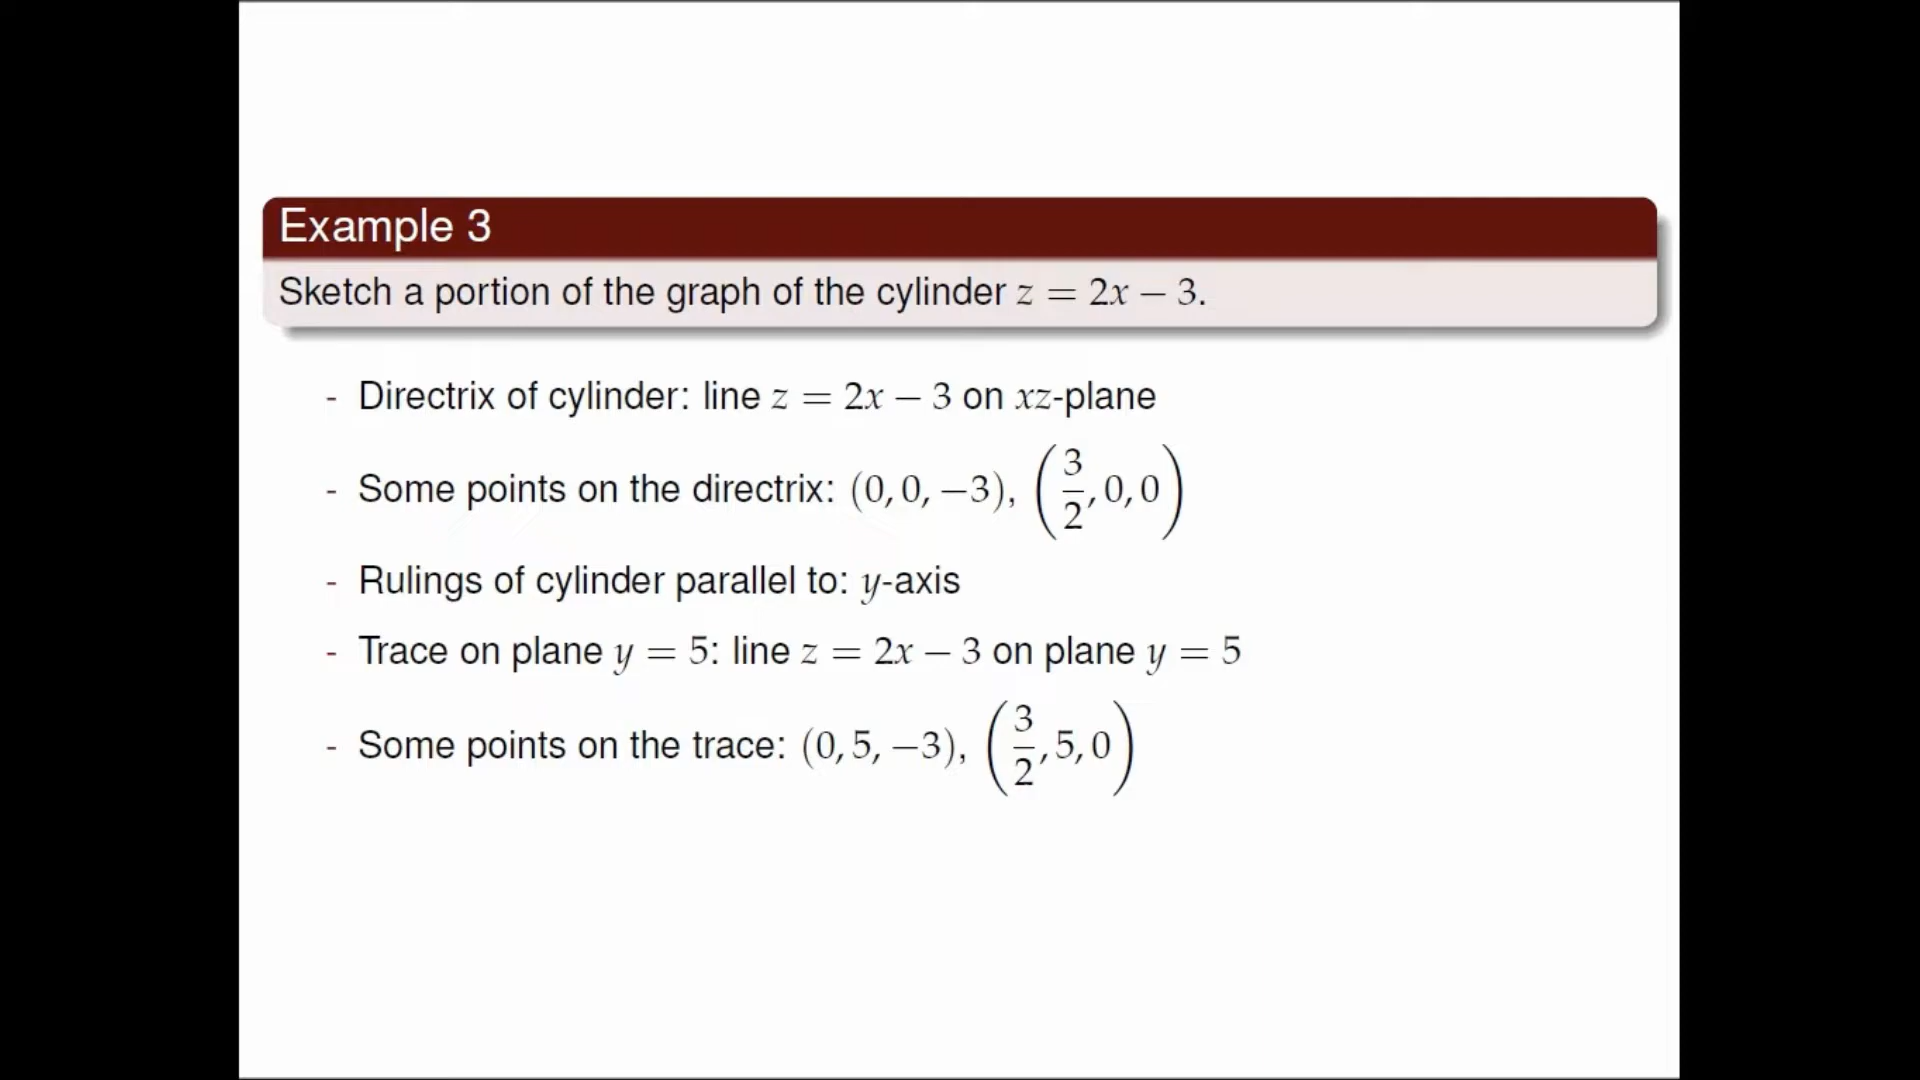 Example 3
Sketch a portion of the graph of the cylinder z = 2x − 3.
- Directrix of cylinder: line z = 2x − 3 on xz-plane
- Some points on the directrix: (0, 0, −3), (3/2, 0, 0)
- Rulings of cylinder parallel to: y-axis
- Trace on plane y = 5: line z = 2x − 3 on plane y = 5
- Some points on the trace: (0, 5, −3), (3/2, 5, 0)